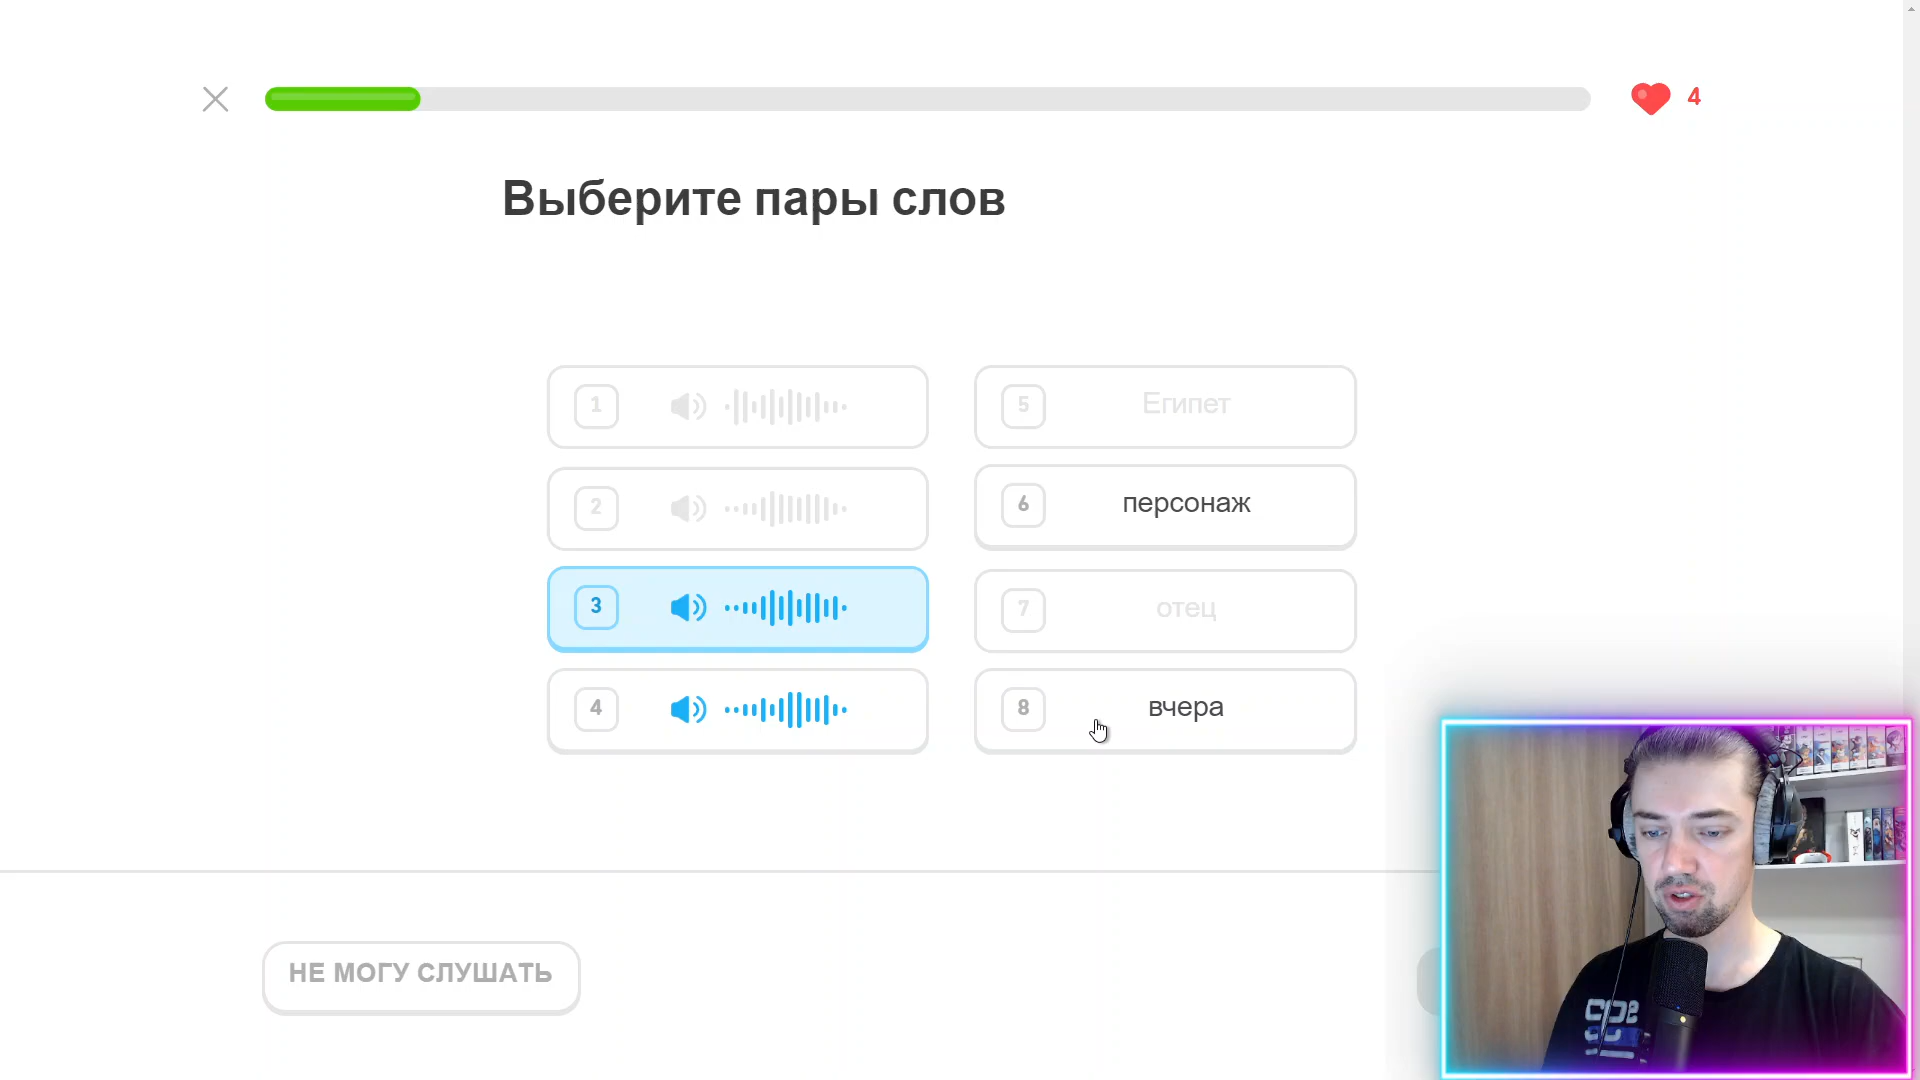 4
Выберите пары слов
1
5 Египет
2
6 персонаж
3
7 отец
4
8 вчера
НЕ МОГУ СЛУШАТЬ